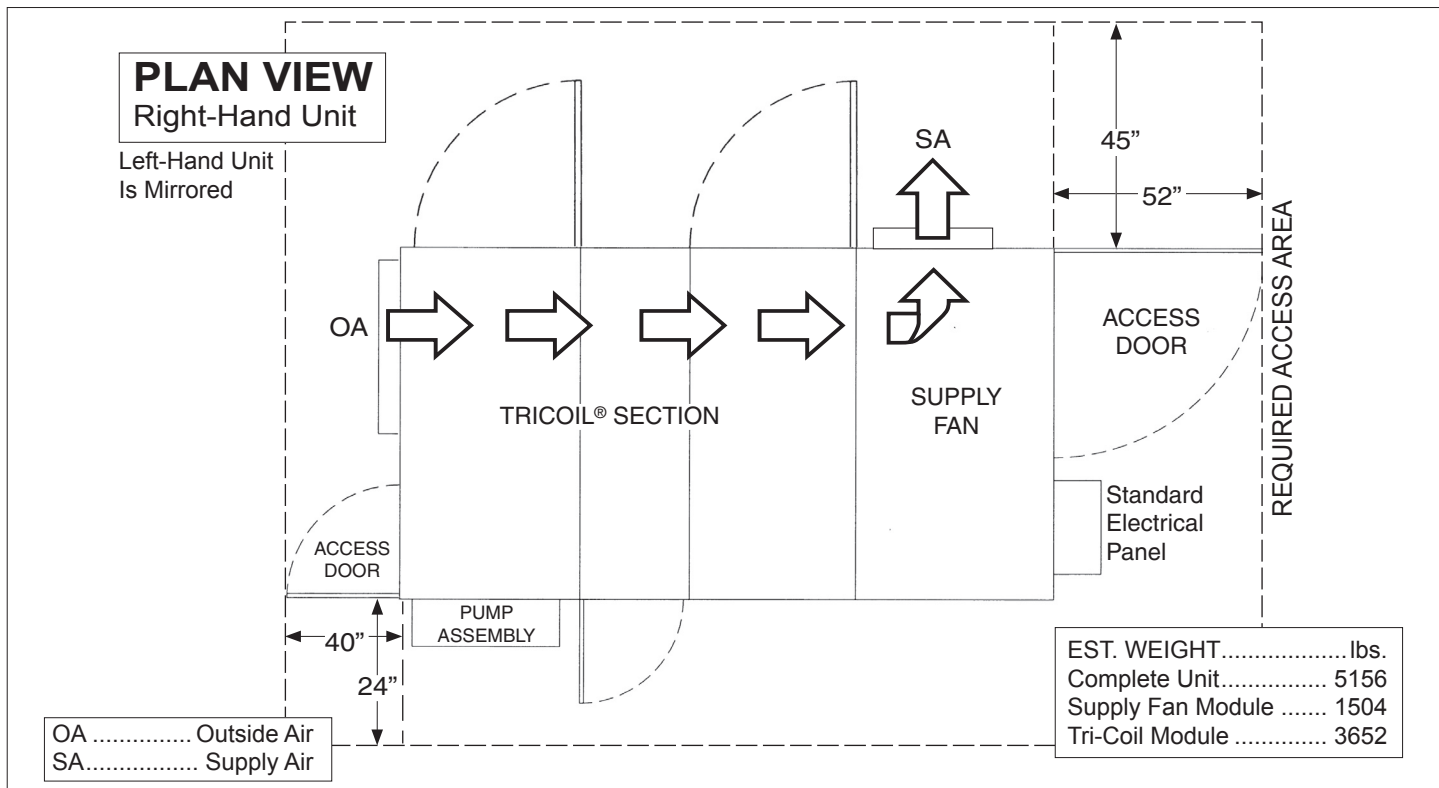 PLAN VIEW
Right-Hand Unit
Left-Hand Unit
Is Mirrored
SA
45”
52”
REQUIRED ACCESS AREA
OA
ACCESS
DOOR
TRICOIL® SECTION
SUPPLY
FAN
Standard
Electrical
Panel
ACCESS
DOOR
PUMP
ASSEMBLY
40”
24”
EST. WEIGHT...................lbs.
Complete Unit................ 5156
Supply Fan Module ....... 1504
Tri-Coil Module .............. 3652
OA ............... Outside Air
SA................. Supply Air